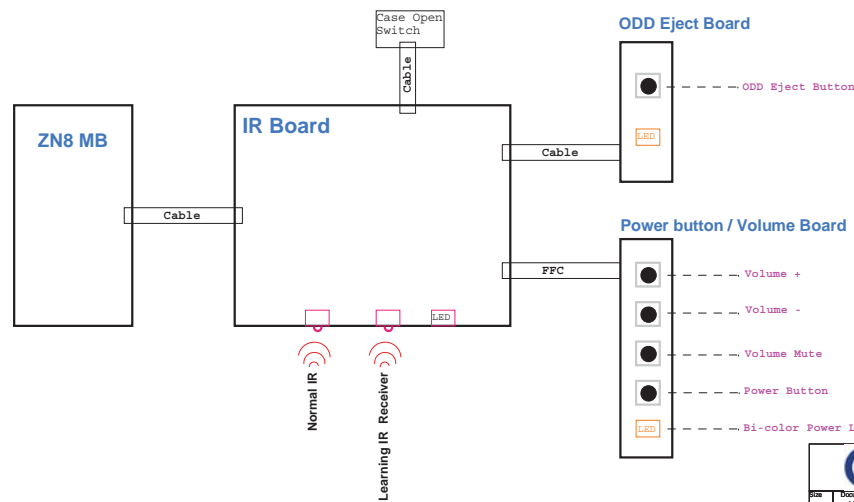 Case Open
Switch
Cable
ODD Eject Board
ODD Eject Button
LED
ZN8 MB
IR Board
Cable
Cable
Power button / Volume Board
FFC
Volume +
Volume -
Volume Mute
Power Button
LED
Bi-color Power L
LED
Normal IR
Learning IR Receiver
Size